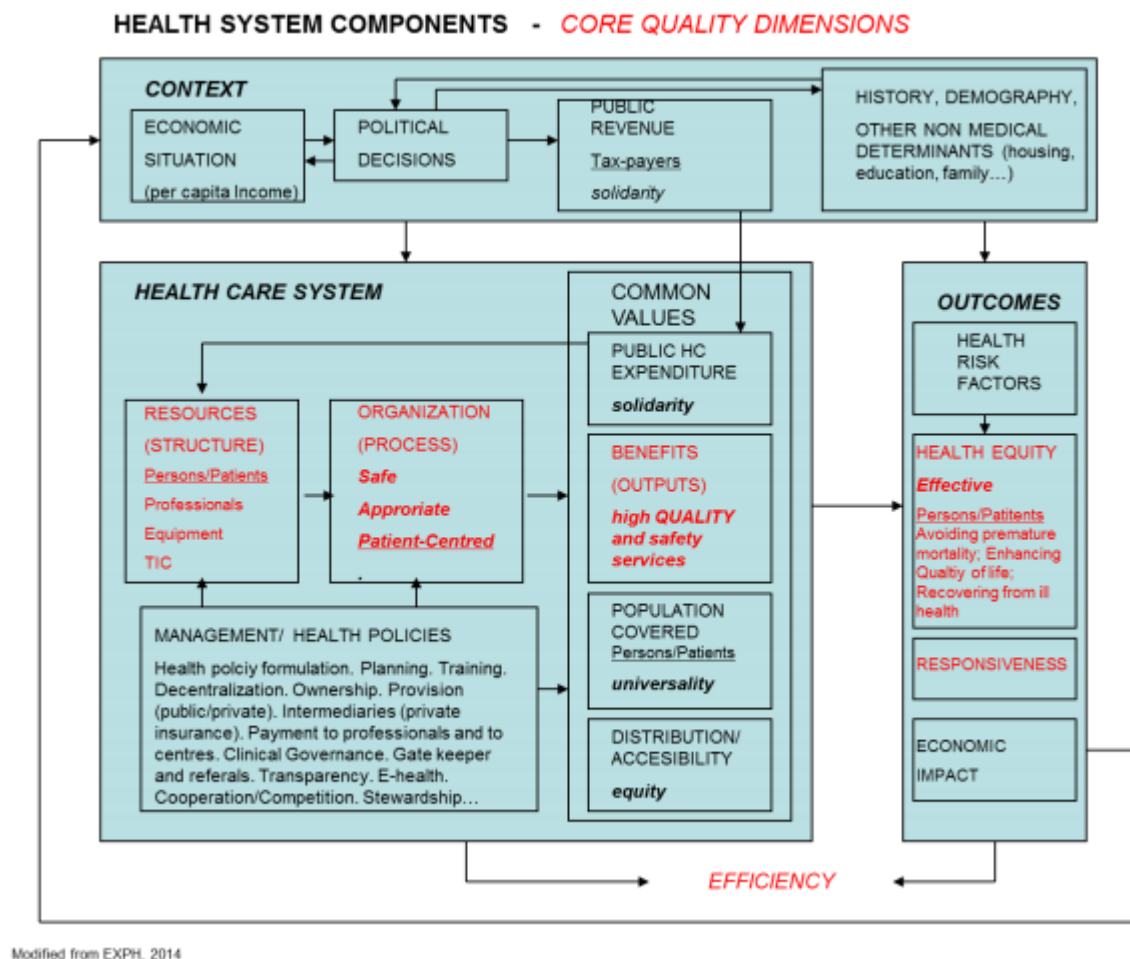 HEALTH SYSTEM COMPONENTS - CORE QUALITY DIMENSIONS
CONTEXT
ECONOMIC
SITUATION
(per capita Income)
POLITICAL
DECISIONS
PUBLIC
REVENUE
Tax-payers
solidarity
HISTORY, DEMOGRAPHY,
OTHER NON MEDICAL
DETERMINANTS (housing,
education, family…)
HEALTH CARE SYSTEM
RESOURCES
(STRUCTURE)
Persons/Patients
Professionals
Equipment
TIC
ORGANIZATION
(PROCESS)
Safe
Approriate
Patient-Centred
.
MANAGEMENT/ HEALTH POLICIES
Health polciy formulation. Planning. Training.
Decentralization. Ownership. Provision
(public/private). Intermediaries (private
insurance). Payment to professionals and to
centres. Clinical Governance. Gate keeper
and referrals. Transparency. E-health.
Cooperation/Competition. Stewardship…
COMMON
VALUES
PUBLIC HC
EXPENDITURE
solidarity
BENEFITS
(OUTPUTS)
high QUALITY
and safety
services
POPULATION
COVERED
Persons/Patients
universality
DISTRIBUTION/
ACCESIBILITY
equity
OUTCOMES
HEALTH
RISK
FACTORS
HEALTH EQUITY
Effective
Persons/Patitents
Avoiding premature
mortality; Enhancing
Qualtiy of life;
Recovering from ill
health
RESPONSIVENESS
ECONOMIC
IMPACT
EFFICIENCY
Modified from EXPH, 2014